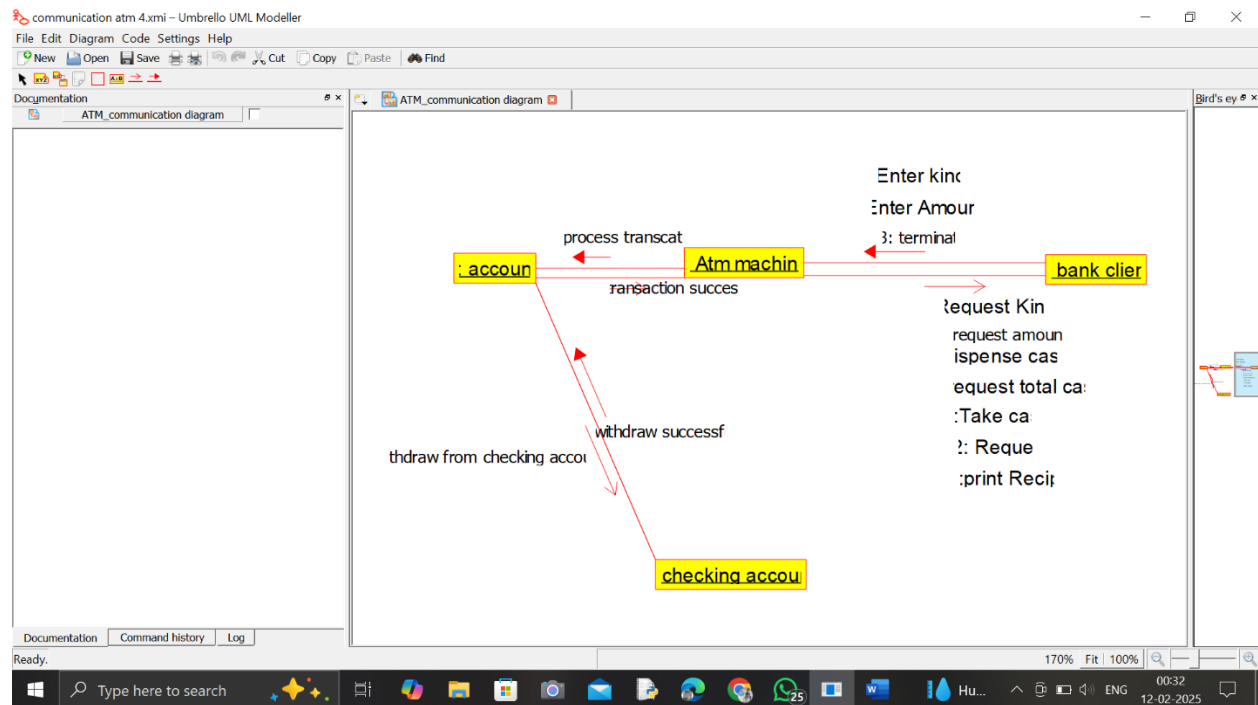 communication atm 4.xmi – Umbrello UML Modeller
File Edit Diagram Code Settings Help
New Open Save Cut Copy Paste Find
XYZ A•B
Documentation
ATM_communication diagram
ATM_communication diagram
Bird's ey
Enter kinc
Enter Amour
3: terminat
process transcat
: accoun
Atm machin
bank clier
ransaction succes
Request Kin
request amoun
ispense cas
equest total ca
:Take ca
2: Reque
:print Recip
withdraw successf
thdraw from checking accou
checking accou
Documentation Command history Log
Ready.
170% Fit 100%
Type here to search
25
Hu...
ENG
00:32
12-02-2025